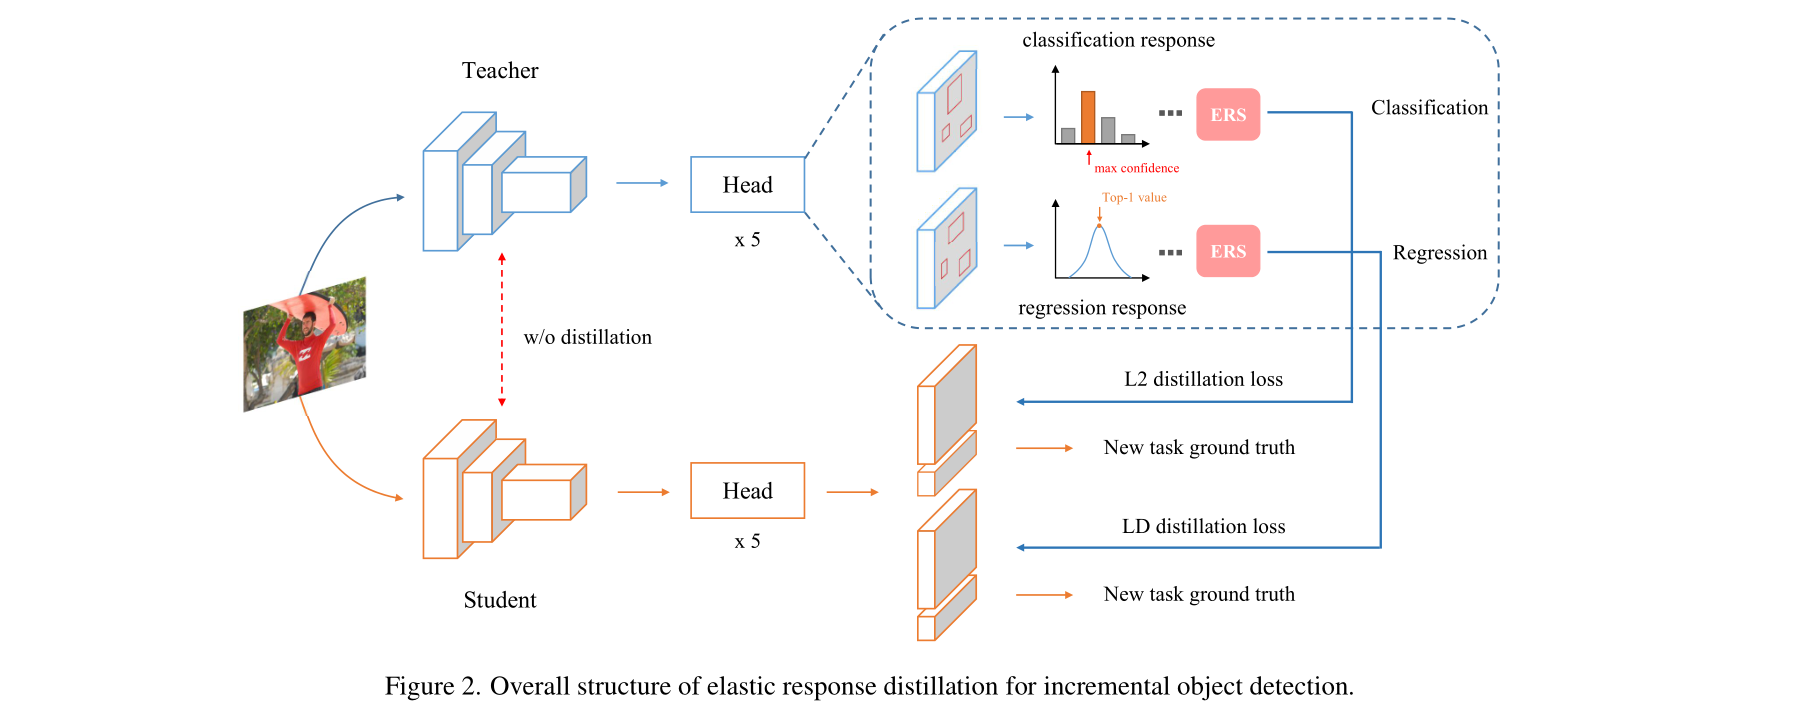 Teacher
Head
x 5
classification response
max confidence
ERS
Classification
Top-1 value
regression response
ERS
Regression
w/o distillation
L2 distillation loss
New task ground truth
Head
x 5
LD distillation loss
New task ground truth
Student
Figure 2. Overall structure of elastic response distillation for incremental object detection.